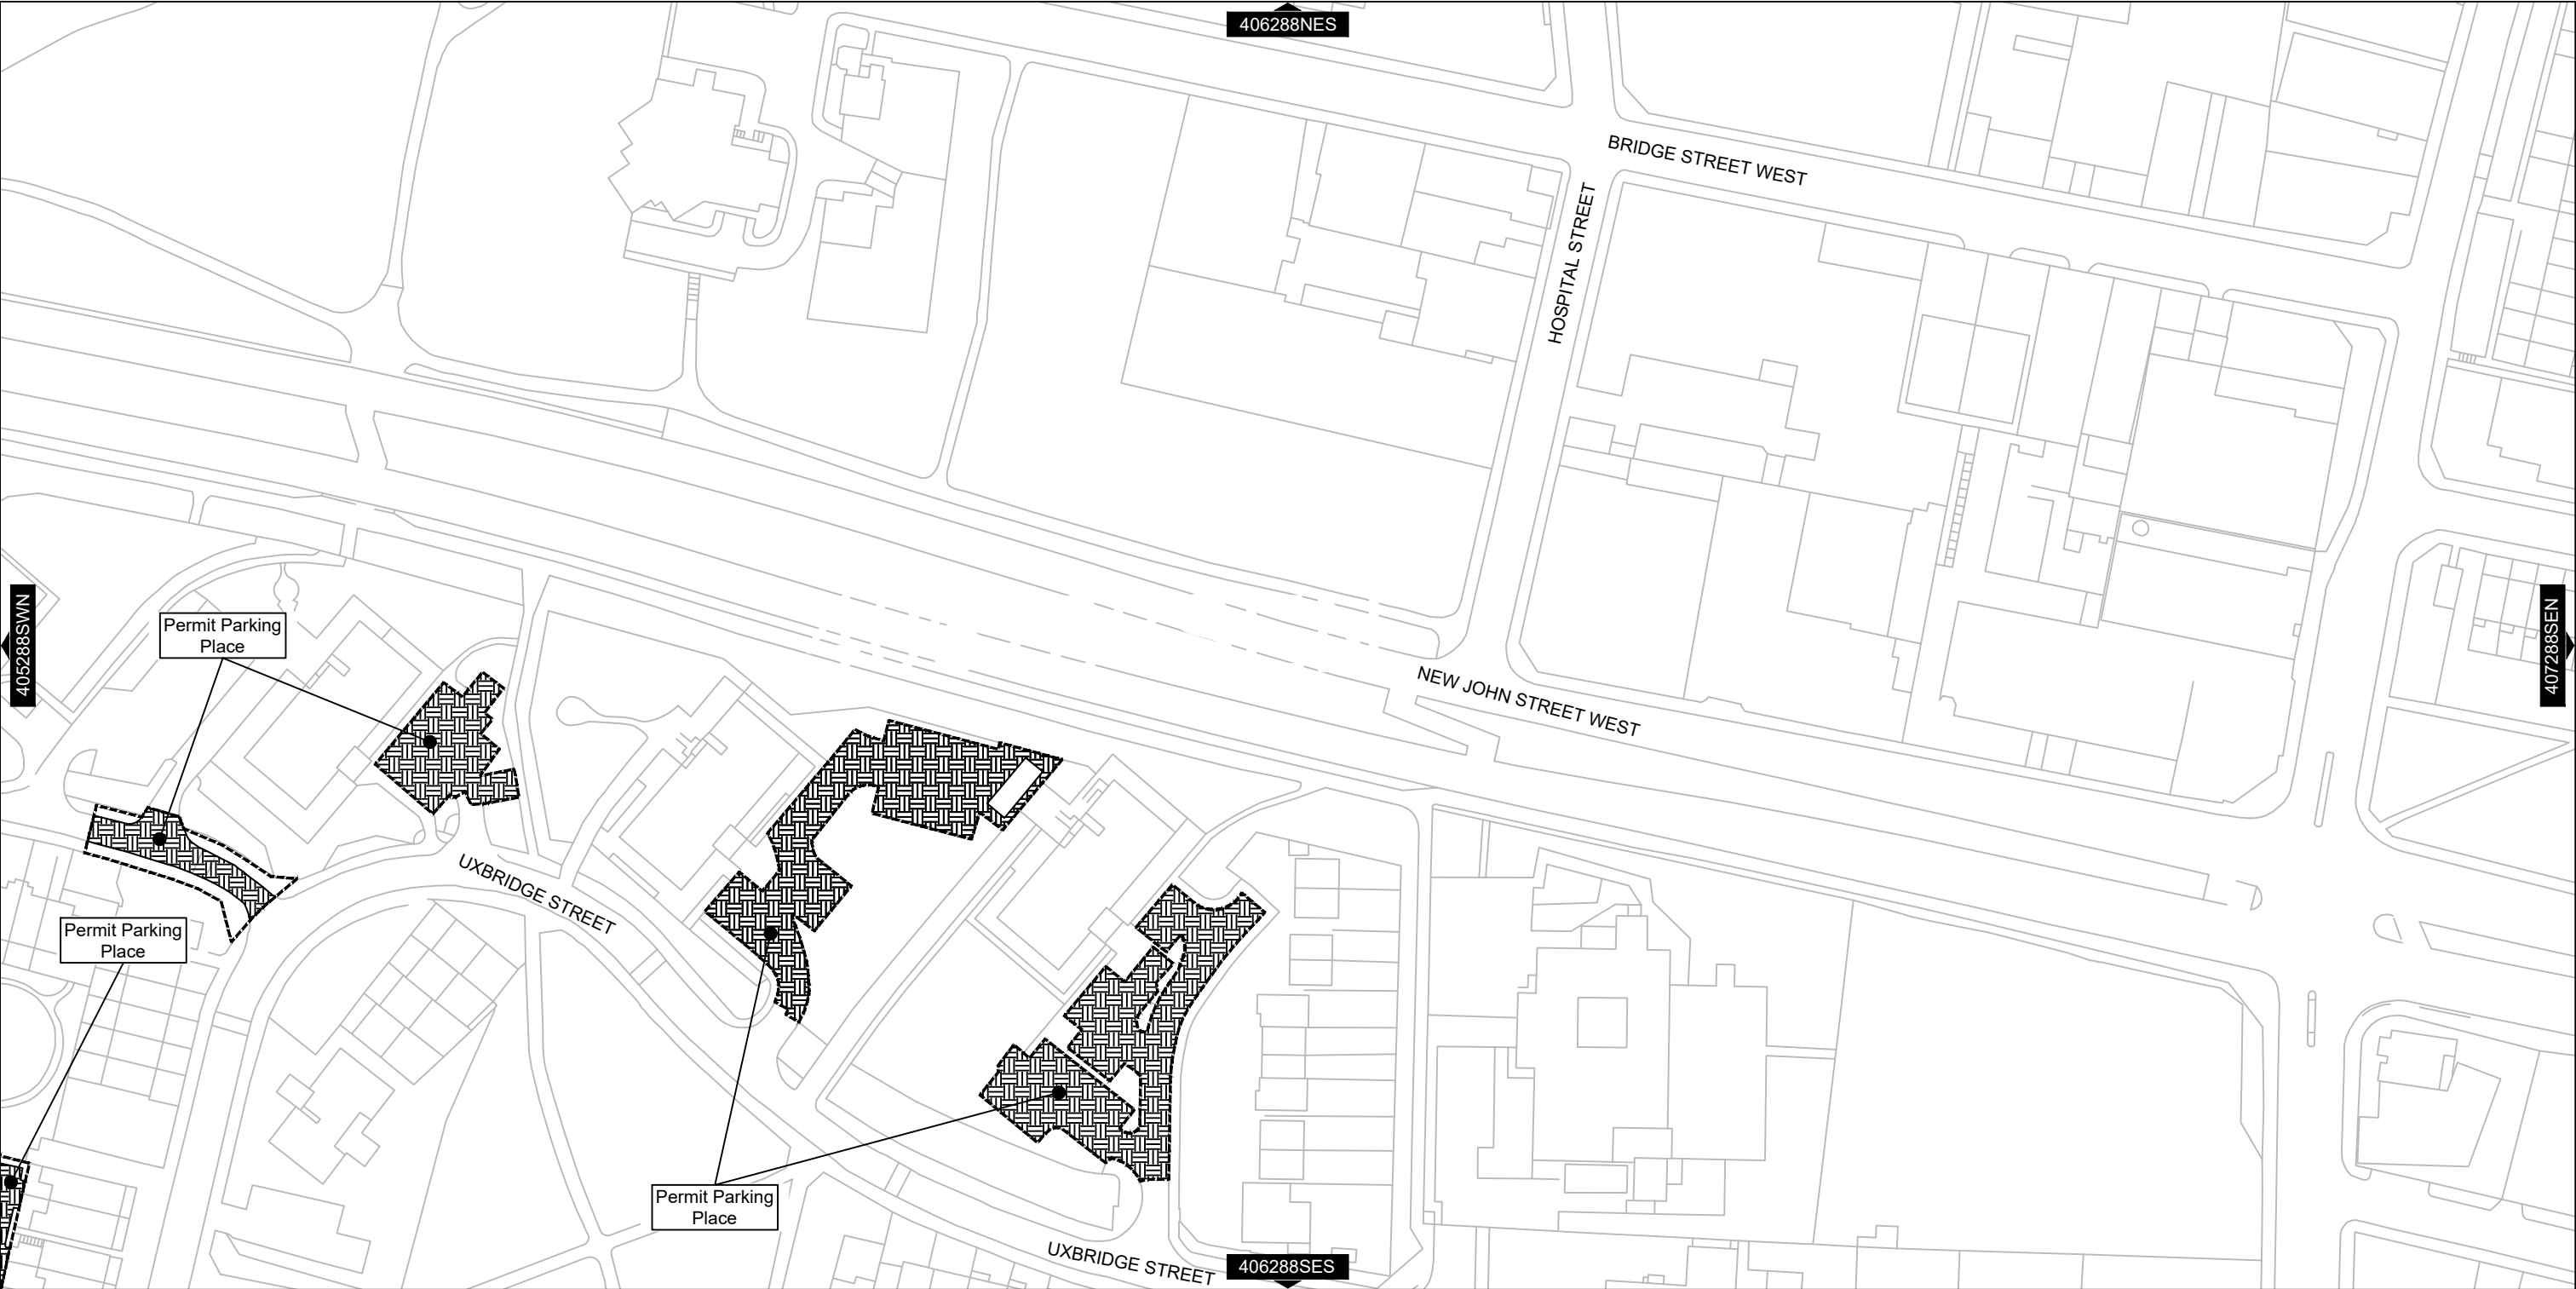 406288NES
BRIDGE STREET WEST
HOSPITAL STREET
405288SWN
407288SEN
Permit Parking
Place
NEW JOHN STREET WEST
UXBRIDGE STREET
Permit Parking
Place
Permit Parking
Place
UXBRIDGE STREET
406288SES